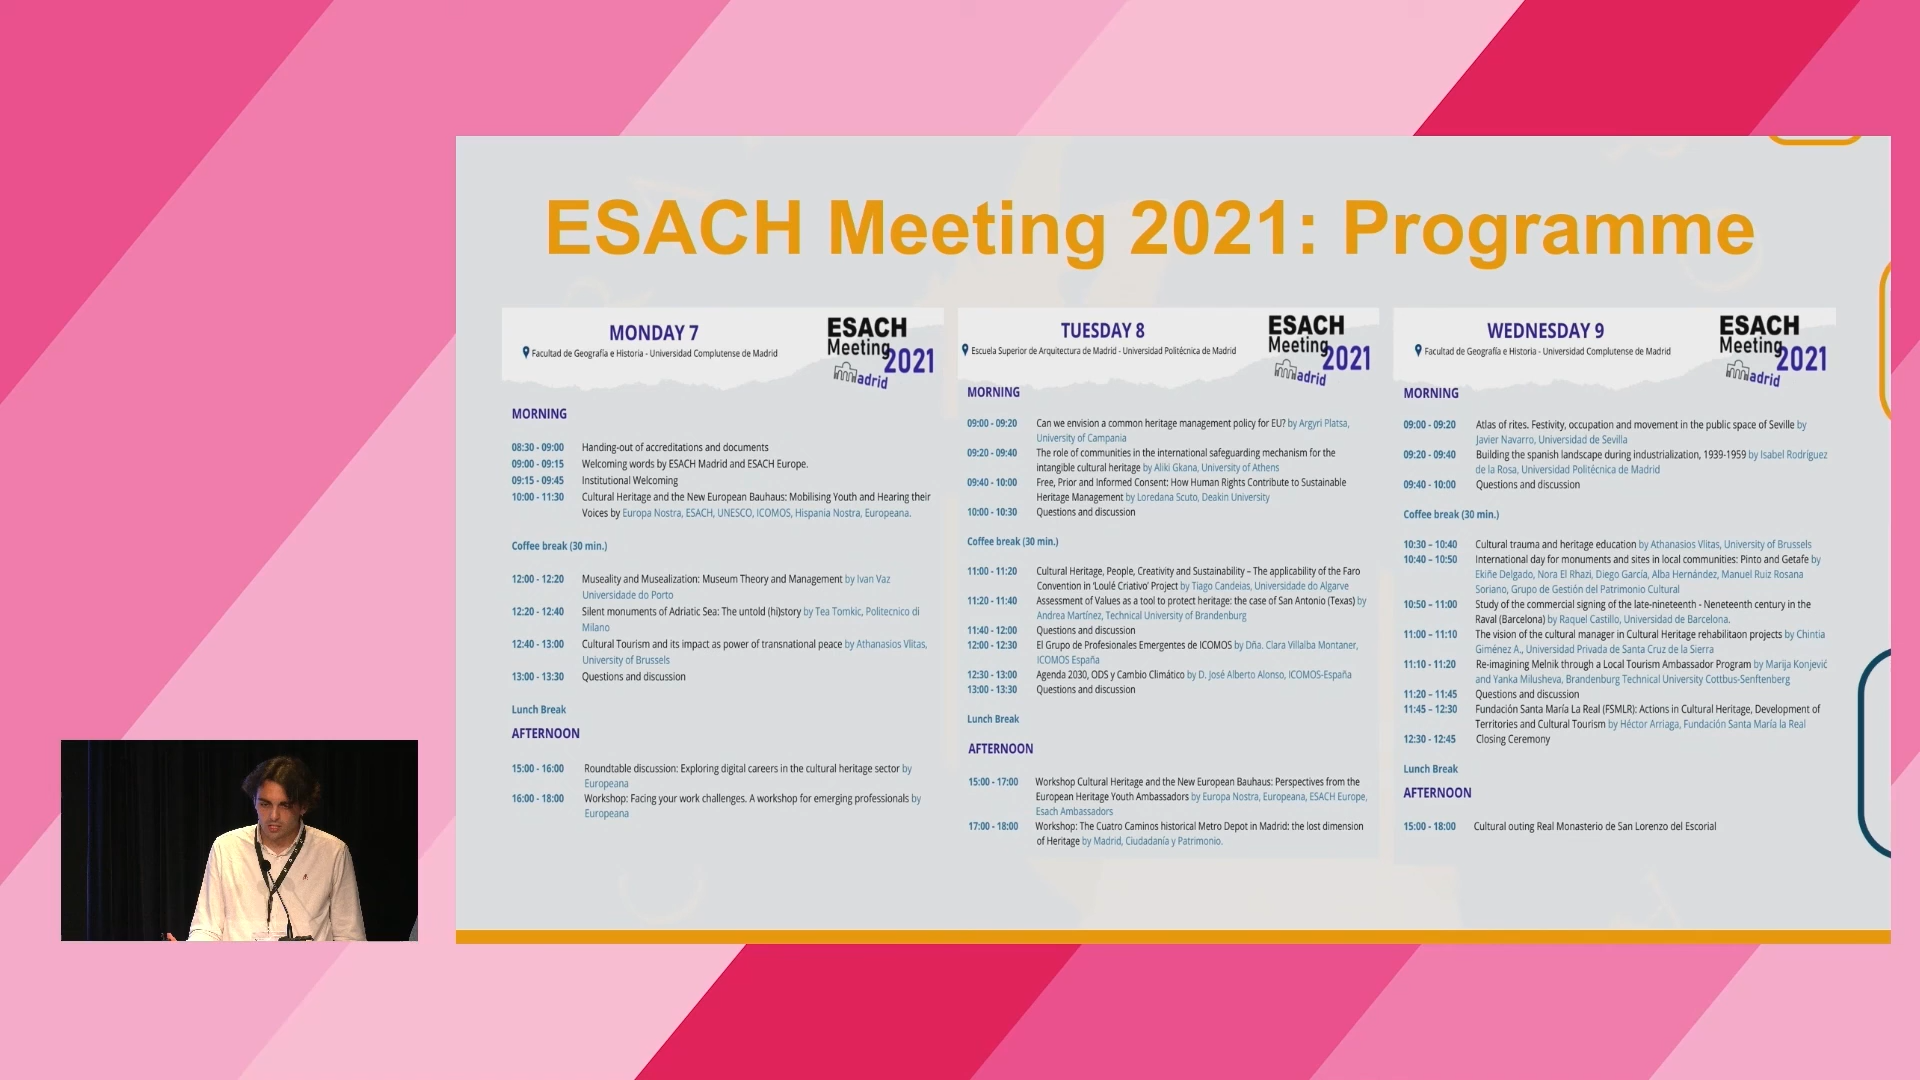 ESACH Meeting 2021: Programme
MONDAY 7
Facultad de Geografía e Historia - Universidad Complutense de Madrid
ESACH
Meeting
2021
adrid
MORNING
08:30 - 09:00 Handing-out of accreditations and documents
09:00 - 09:15 Welcoming words by ESACH Madrid and ESACH Europe.
09:15 - 09:45 Institutional Welcoming
10:00 - 11:30 Cultural Heritage and the New European Bauhaus: Mobilising Youth and Hearing their
Voices by Europa Nostra, ESACH, UNESCO, ICOMOS, Hispania Nostra, Europeana.
Coffee break (30 min.)
12:00 - 12:20 Museality and Musealization: Museum Theory and Management by Ivan Vaz
Universidade do Porto
12:20 - 12:40 Silent monuments of Adriatic Sea: The untold (hi)story by Tea Tomkic, Politecnico di
Milano
12:40 - 13:00 Cultural Tourism and its impact as power of transnational peace by Athanasios Vlitas,
University of Brussels
13:00 - 13:30 Questions and discussion
Lunch Break
AFTERNOON
15:00 - 16:00 Roundtable discussion: Exploring digital careers in the cultural heritage sector by
Europeana
16:00 - 18:00 Workshop: Facing your work challenges. A workshop for emerging professionals by
Europeana
TUESDAY 8
Escuela Superior de Arquitectura de Madrid - Universidad Politécnica de Madrid
ESACH
Meeting
2021
adrid
MORNING
09:00 - 09:20 Can we envision a common heritage management policy for EU? by Argyri Platsa,
University of Campania
09:20 - 09:40 The role of communities in the international safeguarding mechanism for the
intangible cultural heritage by Aliki Gkana, University of Athens
09:40 - 10:00 Free, Prior and Informed Consent: How Human Rights Contribute to Sustainable
Heritage Management by Loredana Scuto, Deakin University
10:00 - 10:30 Questions and discussion
Coffee break (30 min.)
11:00 - 11:20 Cultural Heritage, People, Creativity and Sustainability – The applicability of the Faro
Convention in 'Loulé Criativo' Project by Tiago Candeias, Universidade do Algarve
11:20 - 11:40 Assessment of Values as a tool to protect heritage: the case of San Antonio (Texas) by
Andrea Martínez, Technical University of Brandenburg
11:40 - 12:00 Questions and discussion
12:00 - 12:30 El Grupo de Profesionales Emergentes de ICOMOS by Dña. Clara Villalba Montaner,
ICOMOS España
12:30 - 13:00 Agenda 2030, ODS y Cambio Climático by D. José Alberto Alonso, ICOMOS-España
13:00 - 13:30 Questions and discussion
Lunch Break
AFTERNOON
15:00 - 17:00 Workshop Cultural Heritage and the New European Bauhaus: Perspectives from the
European Heritage Youth Ambassadors by Europa Nostra, Europeana, ESACH Europe,
Esach Ambassadors
17:00 - 18:00 Workshop: The Cuatro Caminos historical Metro Depot in Madrid: the lost dimension
of Heritage by Madrid, Ciudadanía y Patrimonio.
WEDNESDAY 9
Facultad de Geografía e Historia - Universidad Complutense de Madrid
ESACH
Meeting
2021
adrid
MORNING
09:00 - 09:20 Atlas of rites. Festivity, occupation and movement in the public space of Seville by
Javier Navarro, Universidad de Sevilla
09:20 - 09:40 Building the spanish landscape during industrialization, 1939-1959 by Isabel Rodríguez
de la Rosa, Universidad Politécnica de Madrid
09:40 - 10:00 Questions and discussion
Coffee break (30 min.)
10:30 – 10:40 Cultural trauma and heritage education by Athanasios Vlitas, University of Brussels
10:40 – 10:50 International day for monuments and sites in local communities: Pinto and Getafe by
Ekiñe Delgado, Nora El Rhazi, Diego García, Alba Hernández, Manuel Ruiz Rosana
Soriano, Grupo de Gestión del Patrimonio Cultural
10:50 – 11:00 Study of the commercial signing of the late-nineteenth - Neneteenth century in the
Raval (Barcelona) by Raquel Castillo, Universidad de Barcelona.
11:00 – 11:10 The vision of the cultural manager in Cultural Heritage rehabilitaon projects by Chintia
Giménez A., Universidad Privada de Santa Cruz de la Sierra
11:10 - 11:20 Re-imagining Melnik through a Local Tourism Ambassador Program by Marija Konjević
and Yanka Milusheva, Brandenburg Technical University Cottbus-Senftenberg
11:20 – 11:45 Questions and discussion
11:45 – 12:30 Fundación Santa María La Real (FSMLR): Actions in Cultural Heritage, Development of
Territories and Cultural Tourism by Héctor Arriaga, Fundación Santa María la Real
12:30 - 12:45 Closing Ceremony
Lunch Break
AFTERNOON
15:00 - 18:00 Cultural outing Real Monasterio de San Lorenzo del Escorial